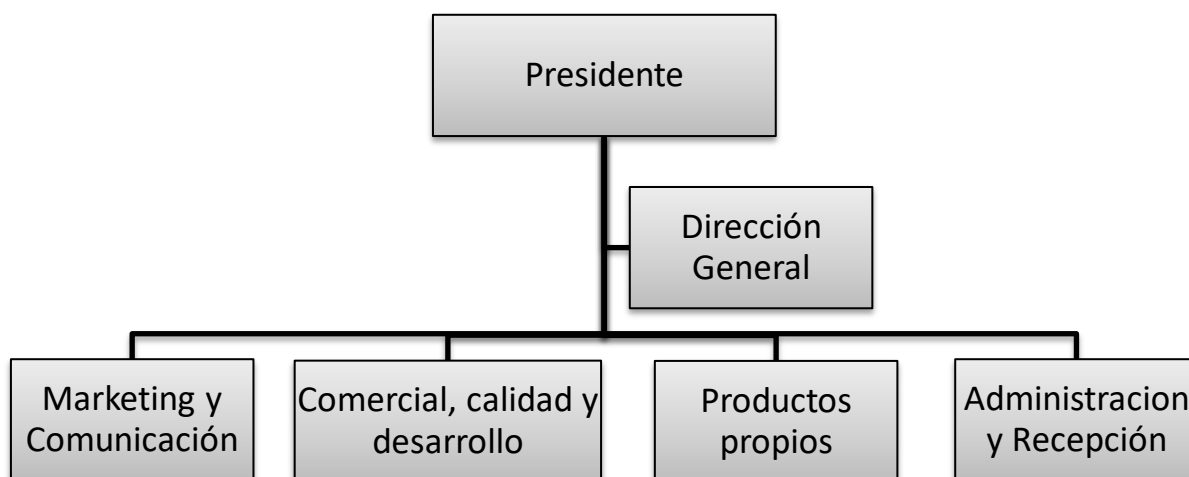 Presidente
Dirección
General
Marketing y
Comunicación
Comercial, calidad y
desarrollo
Productos
propios
Administracion
y Recepción